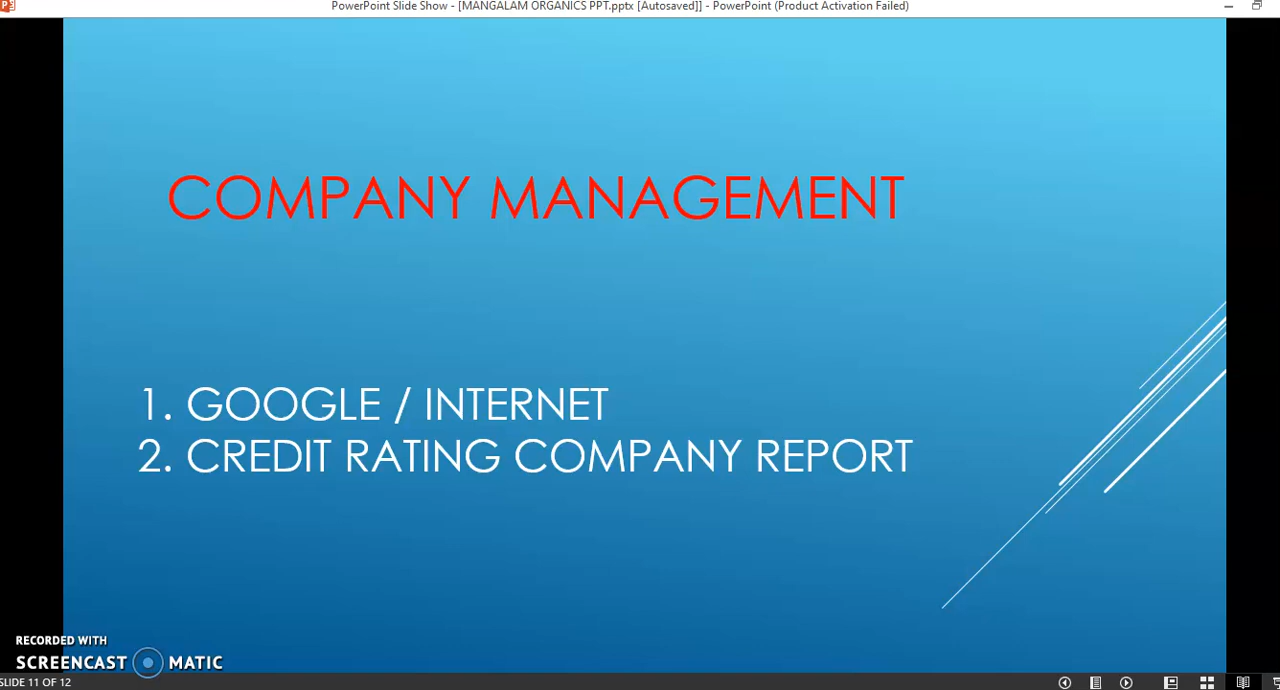 PowerPoint Slide Show - [MANGALAM ORGANICS PPT.pptx [Autosaved]] - PowerPoint (Product Activation Failed)
COMPANY MANAGEMENT
1. GOOGLE / INTERNET
2. CREDIT RATING COMPANY REPORT
RECORDED WITH
SCREENCAST MATIC
SLIDE 11 OF 12